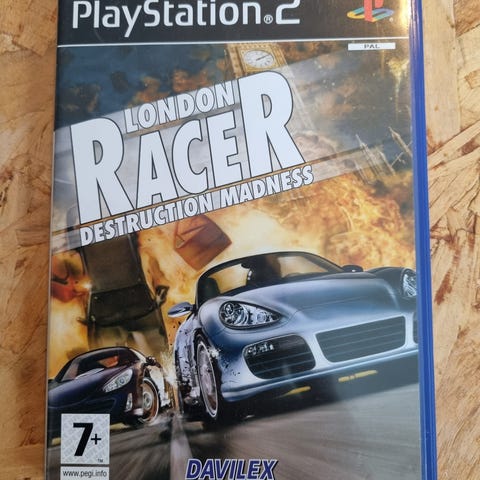 PlayStation®2
PAL
LONDON
RACER
DESTRUCTION MADNESS
7+
www.pegi.info
DAVILEX